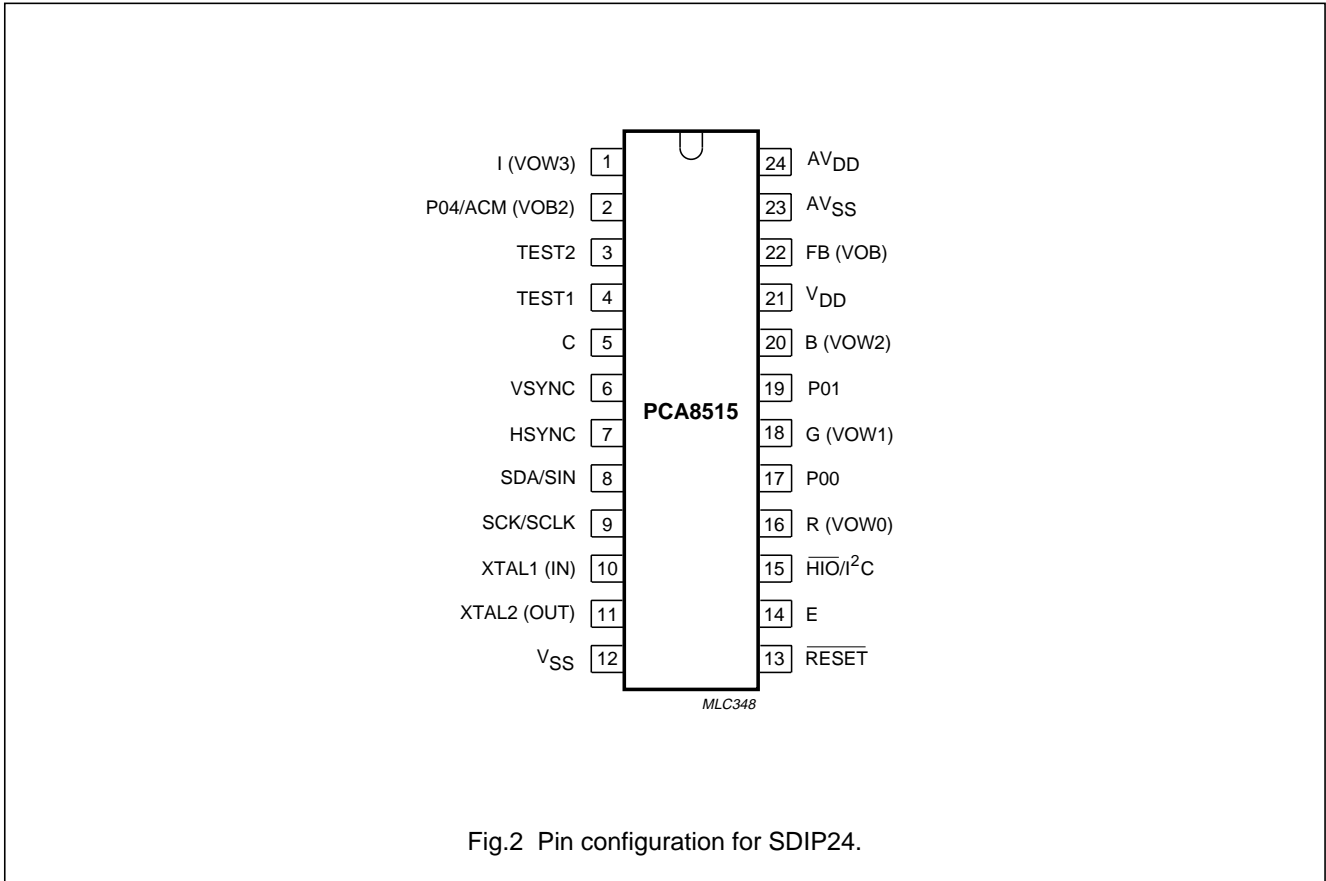 I (VOW3) 1 24 AVDD
P04/ACM (VOB2) 2 23 AVSS
TEST2 3 22 FB (VOB)
TEST1 4 21 VDD
C 5 20 B (VOW2)
VSYNC 6 19 P01
PCA8515
HSYNC 7 18 G (VOW1)
SDA/SIN 8 17 P00
SCK/SCLK 9 16 R (VOW0)
XTAL1 (IN) 10 15 HIO/I²C
XTAL2 (OUT) 11 14 E
VSS 12 13 RESET
MLC348
Fig.2 Pin configuration for SDIP24.